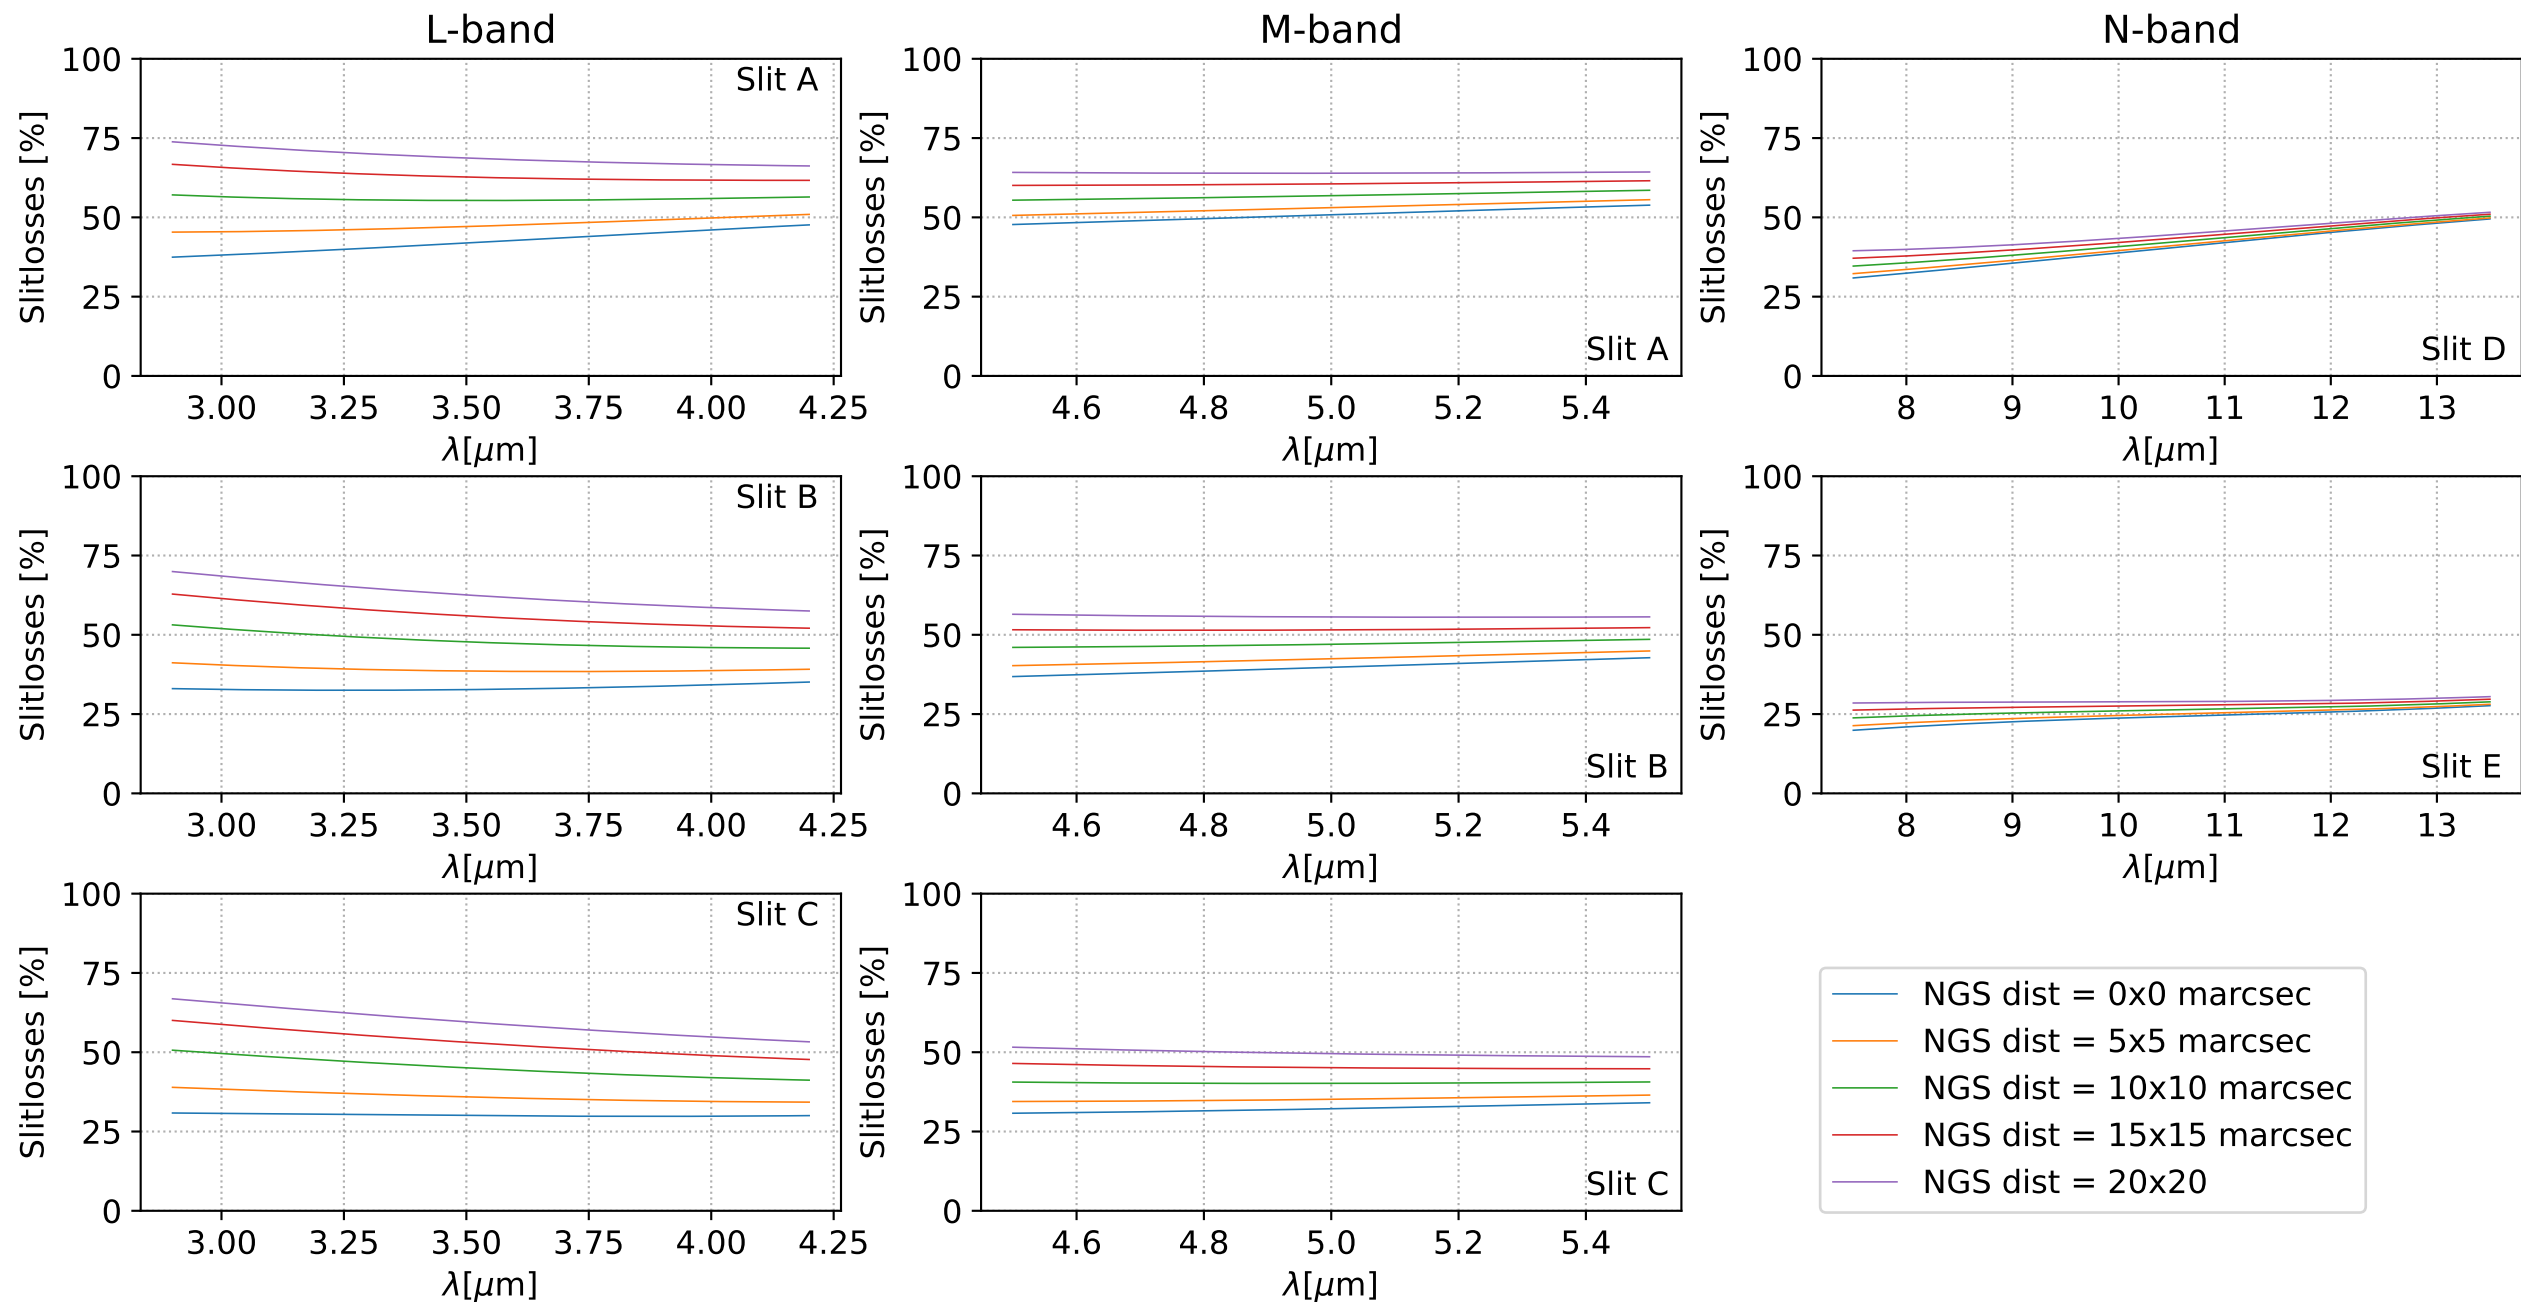 L-band
M-band
N-band
100
75
50
25
0
Slitlosses [%]
Slit A
3.00 3.25 3.50 3.75 4.00 4.25
λ[μm]
100
75
50
25
0
Slitlosses [%]
Slit A
4.6 4.8 5.0 5.2 5.4
λ[μm]
100
75
50
25
0
Slitlosses [%]
Slit D
8 9 10 11 12 13
λ[μm]
100
75
50
25
0
Slitlosses [%]
Slit B
3.00 3.25 3.50 3.75 4.00 4.25
λ[μm]
100
75
50
25
0
Slitlosses [%]
Slit B
4.6 4.8 5.0 5.2 5.4
λ[μm]
100
75
50
25
0
Slitlosses [%]
Slit E
8 9 10 11 12 13
λ[μm]
100
75
50
25
0
Slitlosses [%]
Slit C
3.00 3.25 3.50 3.75 4.00 4.25
λ[μm]
100
75
50
25
0
Slitlosses [%]
Slit C
4.6 4.8 5.0 5.2 5.4
λ[μm]
NGS dist = 0x0 marcsec
NGS dist = 5x5 marcsec
NGS dist = 10x10 marcsec
NGS dist = 15x15 marcsec
NGS dist = 20x20